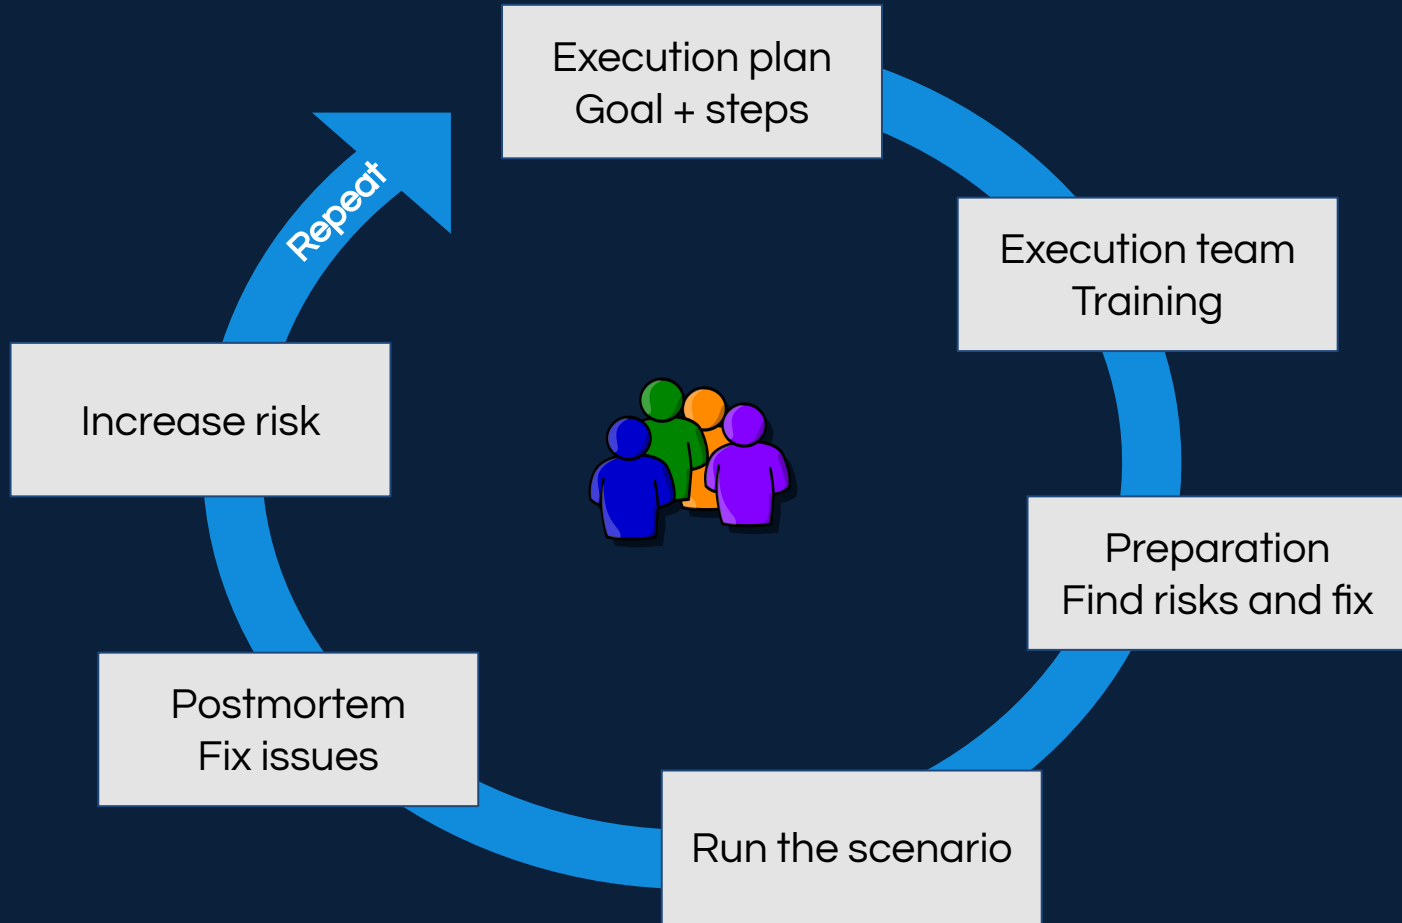 Execution plan
Goal + steps
Execution team
Training
Preparation
Find risks and fix
Run the scenario
Postmortem
Fix issues
Increase risk
Repeat